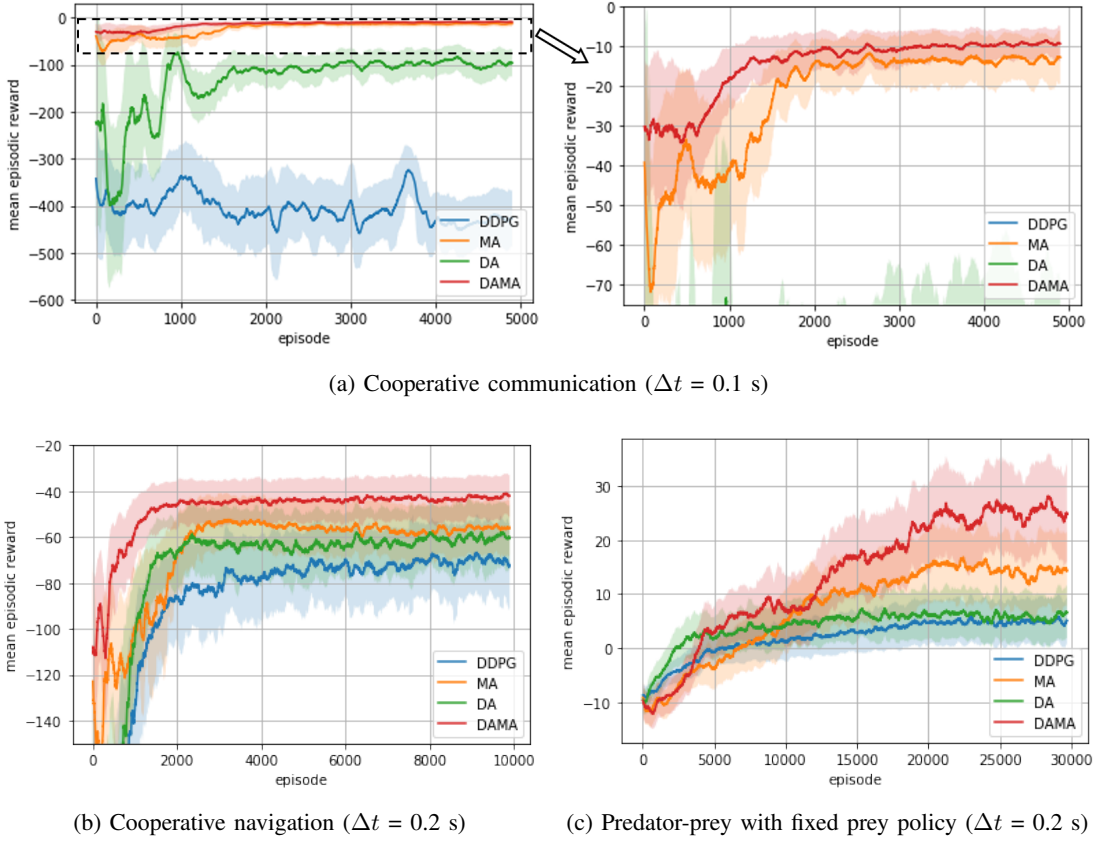 0
−100
−200
−300
−400
−500
−600
mean episodic reward
0
1000
2000
3000
4000
5000
episode
DDPG
MA
DA
DAMA
0
−10
−20
−30
−40
−50
−60
−70
mean episodic reward
0
1000
2000
3000
4000
5000
episode
DDPG
MA
DA
DAMA
(a) Cooperative communication (Δt = 0.1 s)
−20
−40
−60
−80
−100
−120
−140
mean episodic reward
0
2000
4000
6000
8000
10000
episode
DDPG
MA
DA
DAMA
30
20
10
0
−10
mean episodic reward
0
5000
10000
15000
20000
25000
30000
episode
DDPG
MA
DA
DAMA
(b) Cooperative navigation (Δt = 0.2 s)
(c) Predator-prey with fixed prey policy (Δt = 0.2 s)